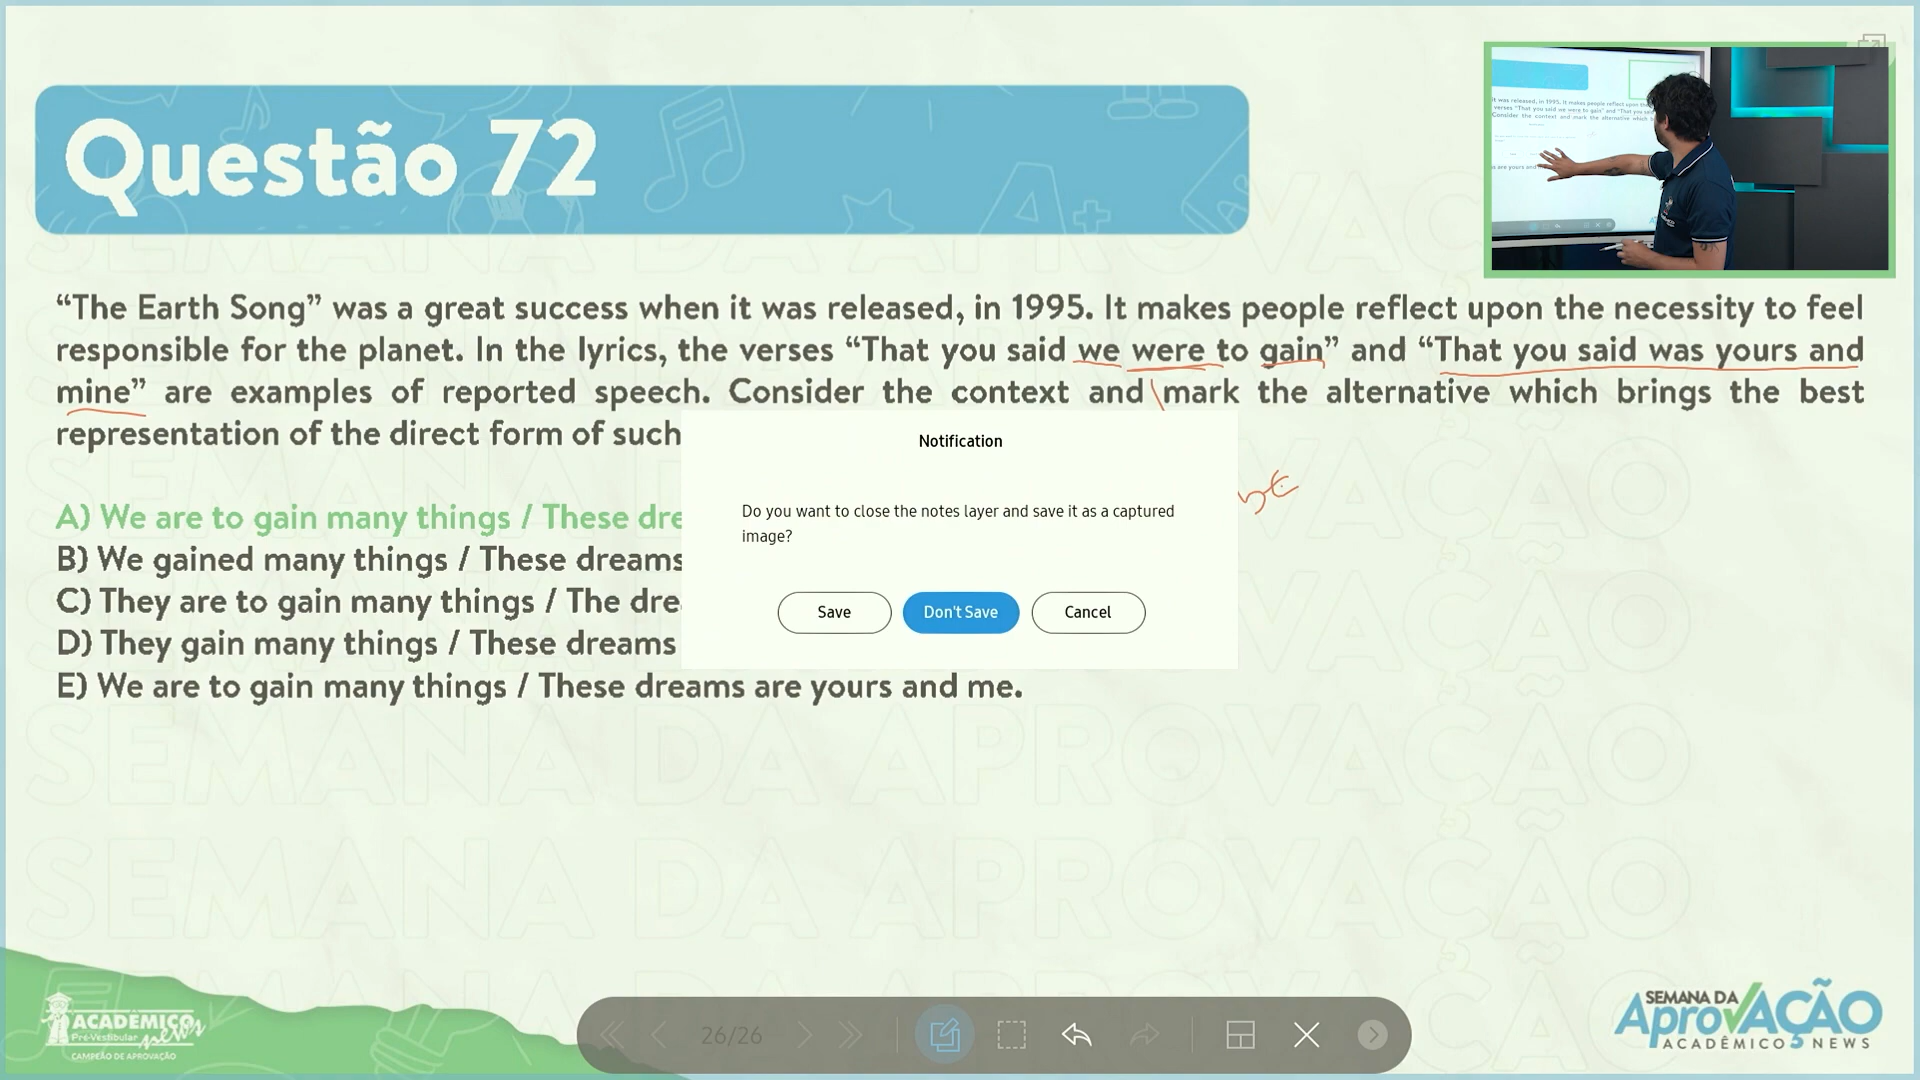 Questão 72
“The Earth Song” was a great success when it was released, in 1995. It makes people reflect upon the necessity to feel
responsible for the planet. In the lyrics, the verses “That you said we were to gain” and “That you said was yours and
mine” are examples of reported speech. Consider the context and mark the alternative which brings the best
representation of the direct form of such
A) We are to gain many things / These dre
B) We gained many things / These dreams
C) They are to gain many things / The dre
D) They gain many things / These dreams
E) We are to gain many things / These dreams are yours and me.
Notification
Do you want to close the notes layer and save it as a captured
image?
Save Don't Save Cancel
26/26
ACADÊMICO
news
Pré-Vestibular
CAMPEÃO DE APROVAÇÃO
SEMANA DA
AprovAÇÃO
ACADÊMICO NEWS
SEMANA DA APROVAÇÃO
SEMANA DA APROVAÇÃO